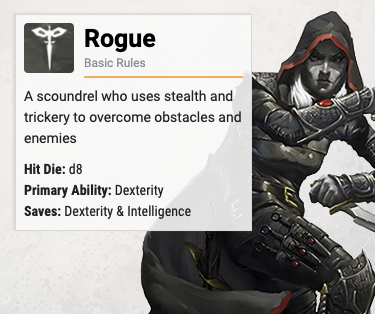 Rogue
Basic Rules
A scoundrel who uses stealth and
trickery to overcome obstacles and
enemies
Hit Die: d8
Primary Ability: Dexterity
Saves: Dexterity & Intelligence